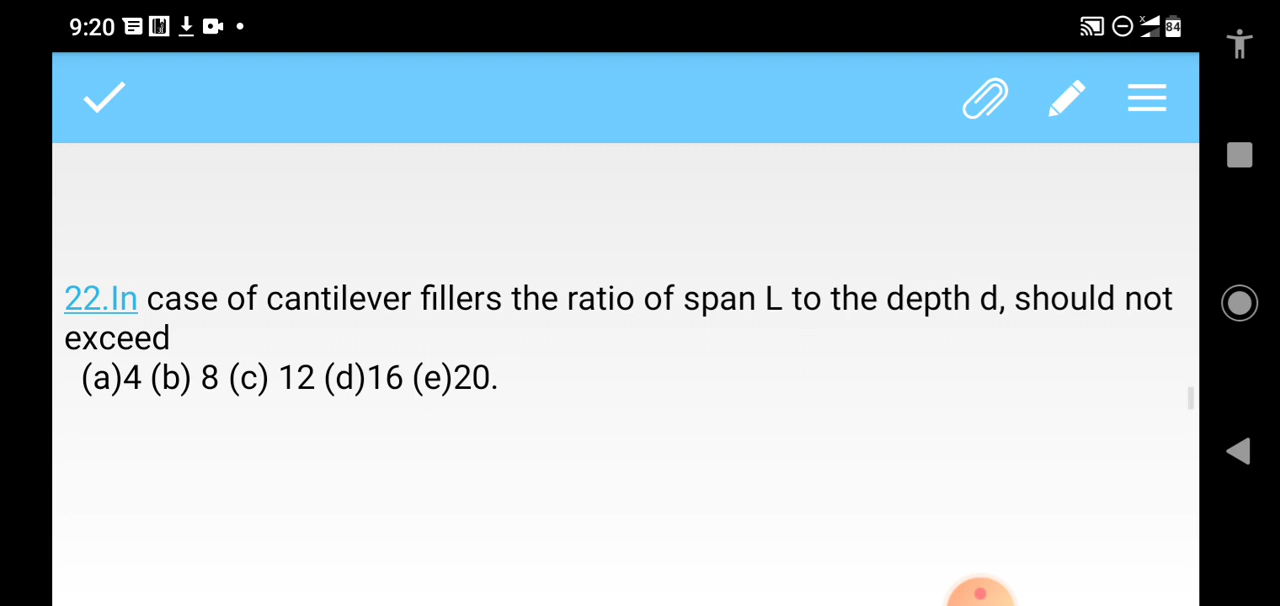 9:20
84
22.In case of cantilever fillers the ratio of span L to the depth d, should not
exceed
(a)4 (b) 8 (c) 12 (d)16 (e)20.